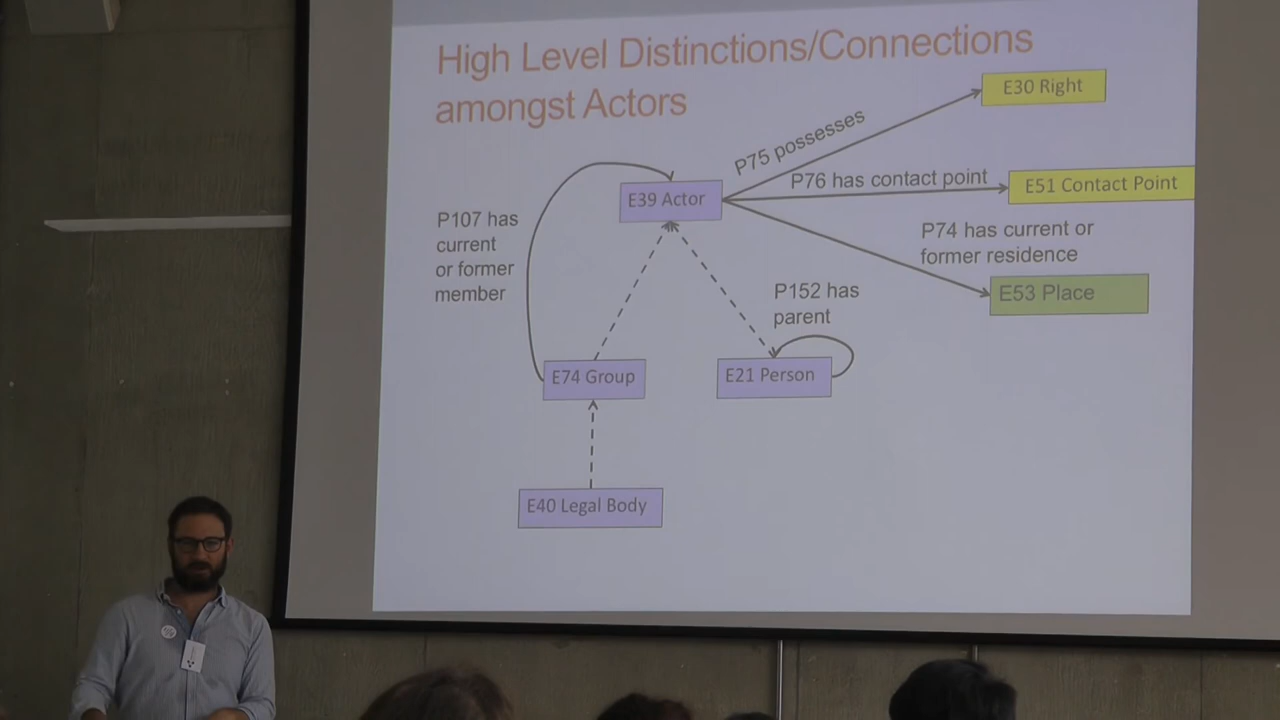 High Level Distinctions/Connections
amongst Actors
E30 Right
P75 possesses
P76 has contact point
E51 Contact Point
E39 Actor
P107 has
current
or former
member
P74 has current or
former residence
E53 Place
P152 has
parent
E74 Group
E21 Person
E40 Legal Body